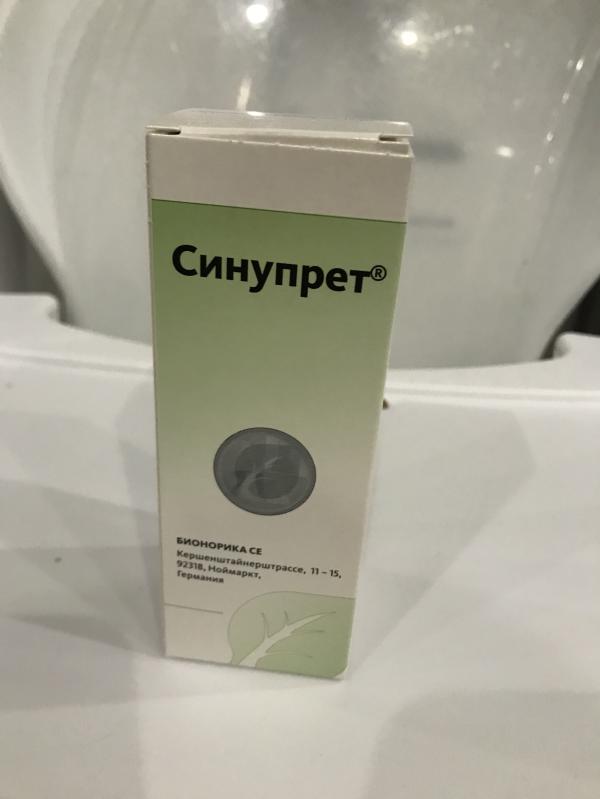 Синупрет®
БИОНОРИКА СЕ
Кершенштайнерштрассе, 11 – 15,
92318, Ноймаркт,
Германия